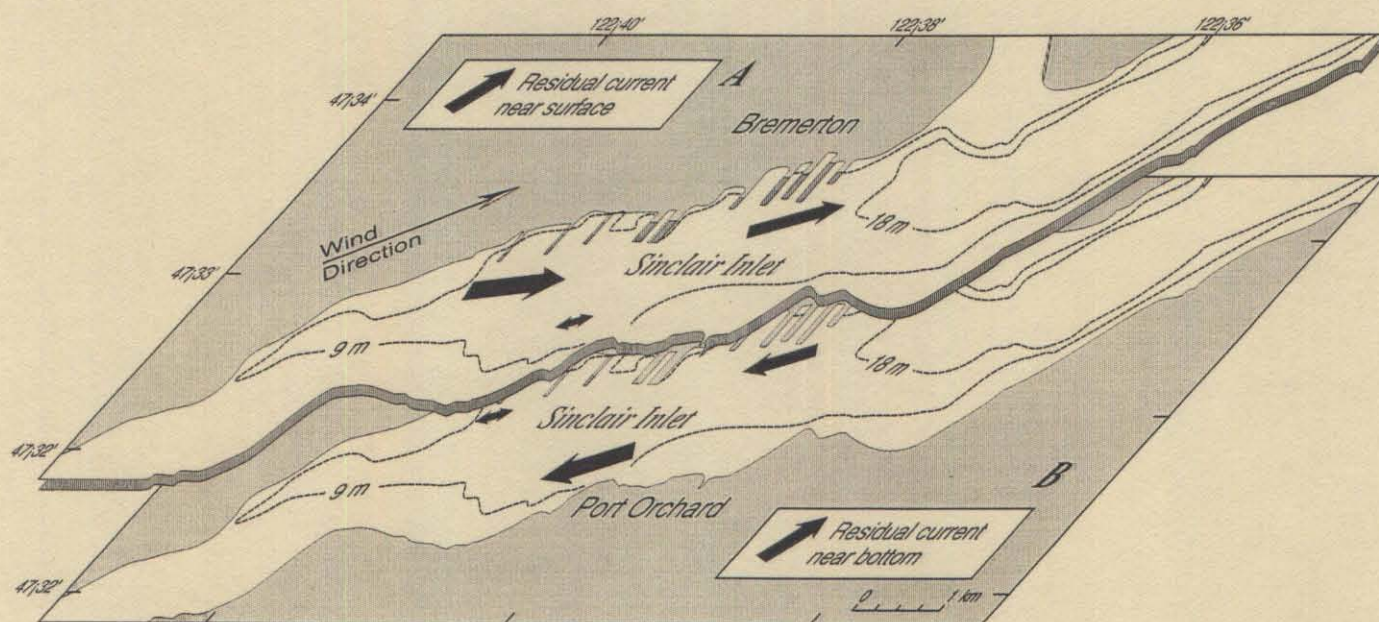 122°40'
122°38'
122°36'
47°34'
Residual current
near surface
A
Bremerton
Wind
Direction
18 m
47°33'
Sinclair Inlet
9 m
18 m
Sinclair Inlet
47°32'
9 m
Port Orchard
B
Residual current
near bottom
47°32'
0 1 km